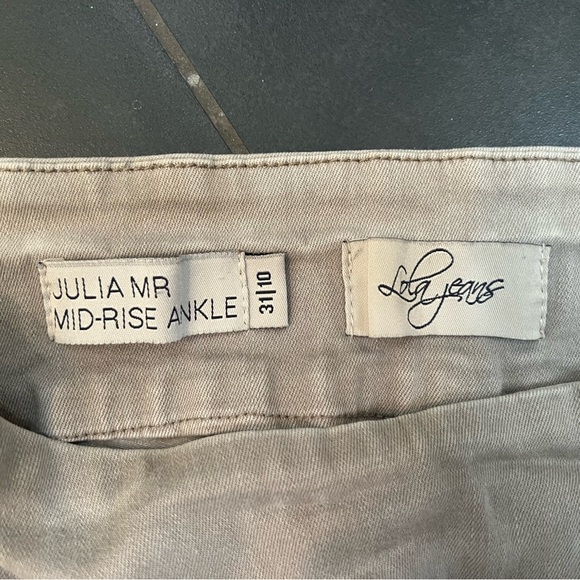 JULIA MR
MID-RISE ANKLE
31|10
Lola jeans